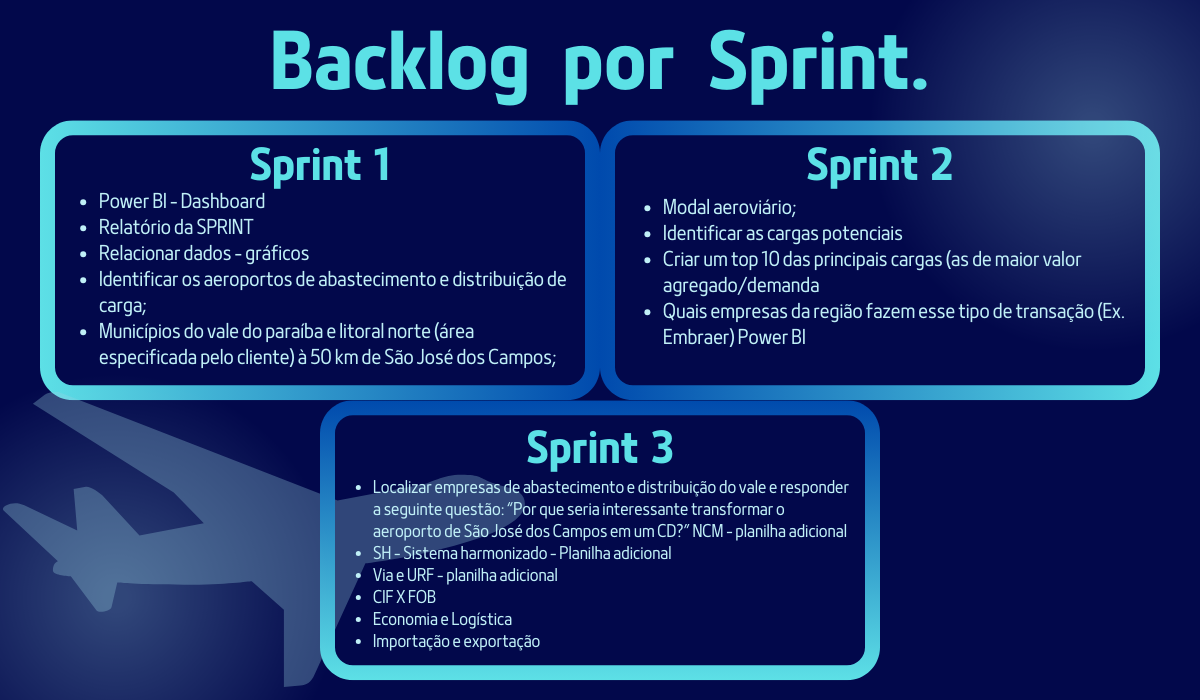 Backlog por Sprint.
Sprint 1
• Power BI - Dashboard
• Relatório da SPRINT
• Relacionar dados - gráficos
• Identificar os aeroportos de abastecimento e distribuição de
carga;
• Municípios do vale do paraíba e litoral norte (área
especificada pelo cliente) à 50 km de São José dos Campos;
Sprint 2
• Modal aeroviário;
• Identificar as cargas potenciais
• Criar um top 10 das principais cargas (as de maior valor
agregado/demanda
• Quais empresas da região fazem esse tipo de transação (Ex.
Embraer) Power BI
Sprint 3
• Localizar empresas de abastecimento e distribuição do vale e responder
a seguinte questão: “Por que seria interessante transformar o
aeroporto de São José dos Campos em um CD?” NCM - planilha adicional
• SH - Sistema harmonizado - Planilha adicional
• Via e URF - planilha adicional
• CIF X FOB
• Economia e Logística
• Importação e exportação